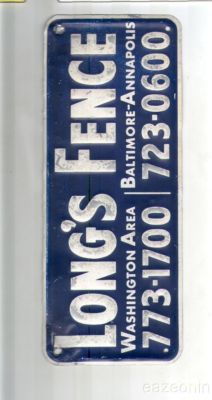 LONG'S FENCE
WASHINGTON AREA | BALTIMORE-ANNAPOLIS
773-1700 | 723-0600
eazeonin